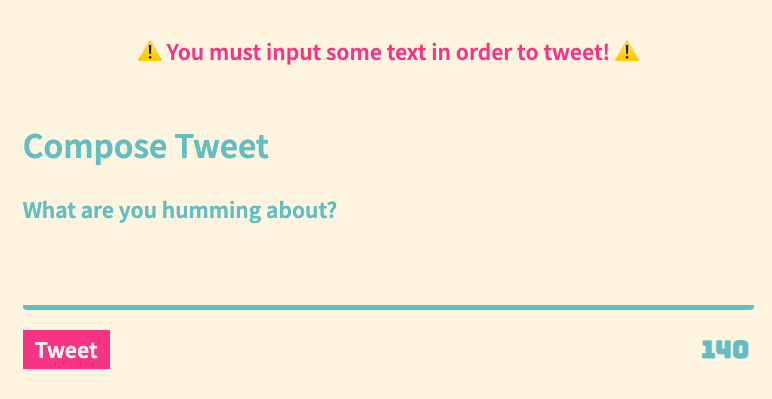 ⚠️ You must input some text in order to tweet! ⚠️
Compose Tweet
What are you humming about?
Tweet
140